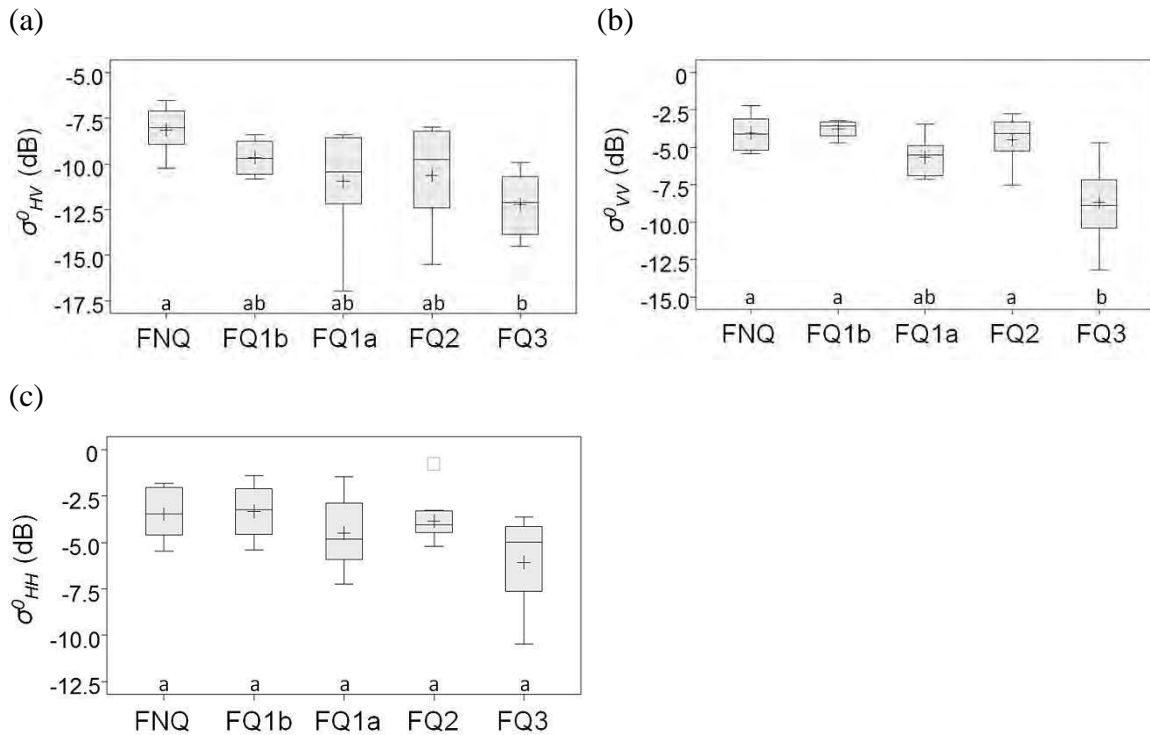 (a)
σ⁰HV (dB)
-5.0
-7.5
-10.0
-12.5
-15.0
-17.5
a ab ab ab b
FNQ FQ1b FQ1a FQ2 FQ3
(b)
σ⁰VV (dB)
0
-2.5
-5.0
-7.5
-10.0
-12.5
-15.0
a a ab a b
FNQ FQ1b FQ1a FQ2 FQ3
(c)
σ⁰HH (dB)
0
-2.5
-5.0
-7.5
-10.0
-12.5
a a a a a
FNQ FQ1b FQ1a FQ2 FQ3